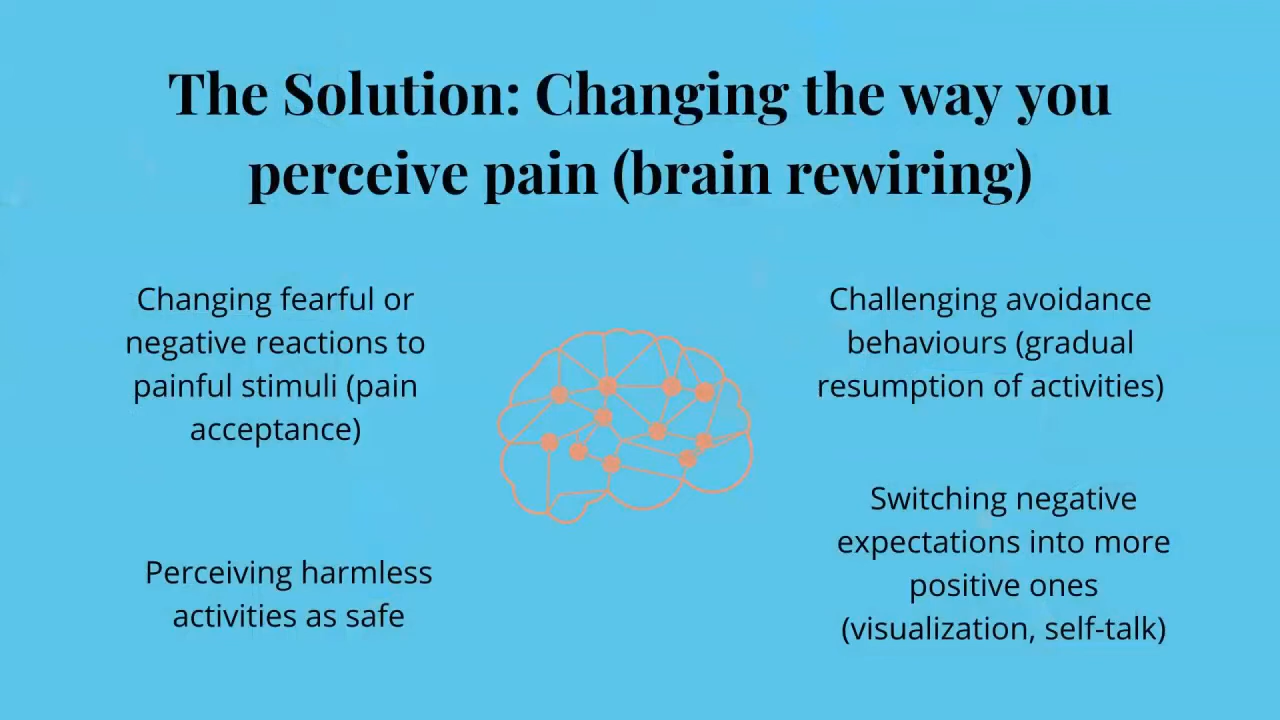 The Solution: Changing the way you
perceive pain (brain rewiring)
Changing fearful or
negative reactions to
painful stimuli (pain
acceptance)
Perceiving harmless
activities as safe
Challenging avoidance
behaviours (gradual
resumption of activities)
Switching negative
expectations into more
positive ones
(visualization, self-talk)